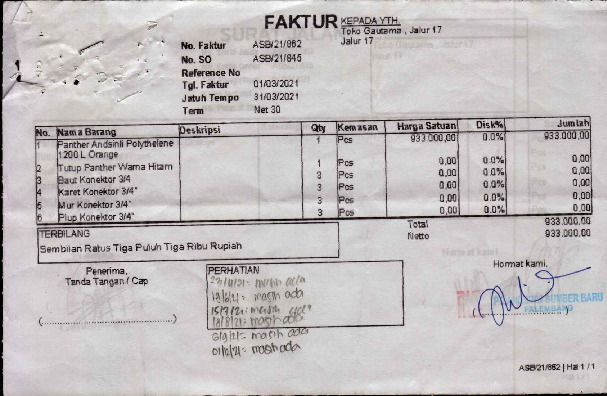 FAKTUR
KEPADA YTH.
Toko Gautama , Jalur 17
Jalur 17
No. Faktur ASB/21/862
No. SO ASB/21/845
Reference No
Tgl. Faktur 01/03/2021
Jatuh Tempo 31/03/2021
Term Net 30
No. Nama Barang Deskripsi Qty Kemasan Harga Satuan Disk% Jumlah
1 Panther Andsinli Polythelene 1 Pcs 933.000,00 0.0% 933.000,00
1200 L Orange
2 Tutup Panther Warna Hitam 1 Pcs 0,00 0.0% 0,00
3 Baut Konektor 3/4 3 Pcs 0,00 0.0% 0,00
4 Karet Konektor 3/4" 3 Pcs 0,00 0.0% 0,00
5 Mur Konektor 3/4" 3 Pcs 0,00 0.0% 0,00
6 Plup Konektor 3/4" 3 Pcs 0,00 0.0% 0,00
Total 933.000,00
Netto 933.000,00
TERBILANG
Sembilan Ratus Tiga Puluh Tiga Ribu Rupiah
Penerima,
Tanda Tangan / Cap
(........................)
PERHATIAN
masih ada
masih ada
masih ada
masih ada
masih ada
masih ada
Hormat kami,
SUMBER BARU
PALEMBANG
ASB/21/862 | Hal 1 / 1